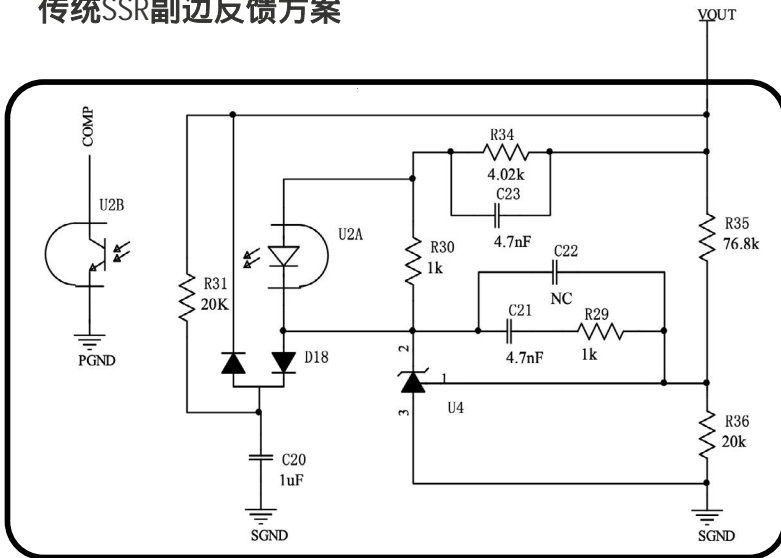 传统SSR副边反馈方案
VOUT
COMP
U2B
PGND
R31
20K
U2A
R30
1k
R34
4.02k
C23
4.7nF
R35
76.8k
C22
NC
C21
4.7nF
R29
1k
D18
2
1
3
U4
R36
20k
C20
1uF
SGND
SGND